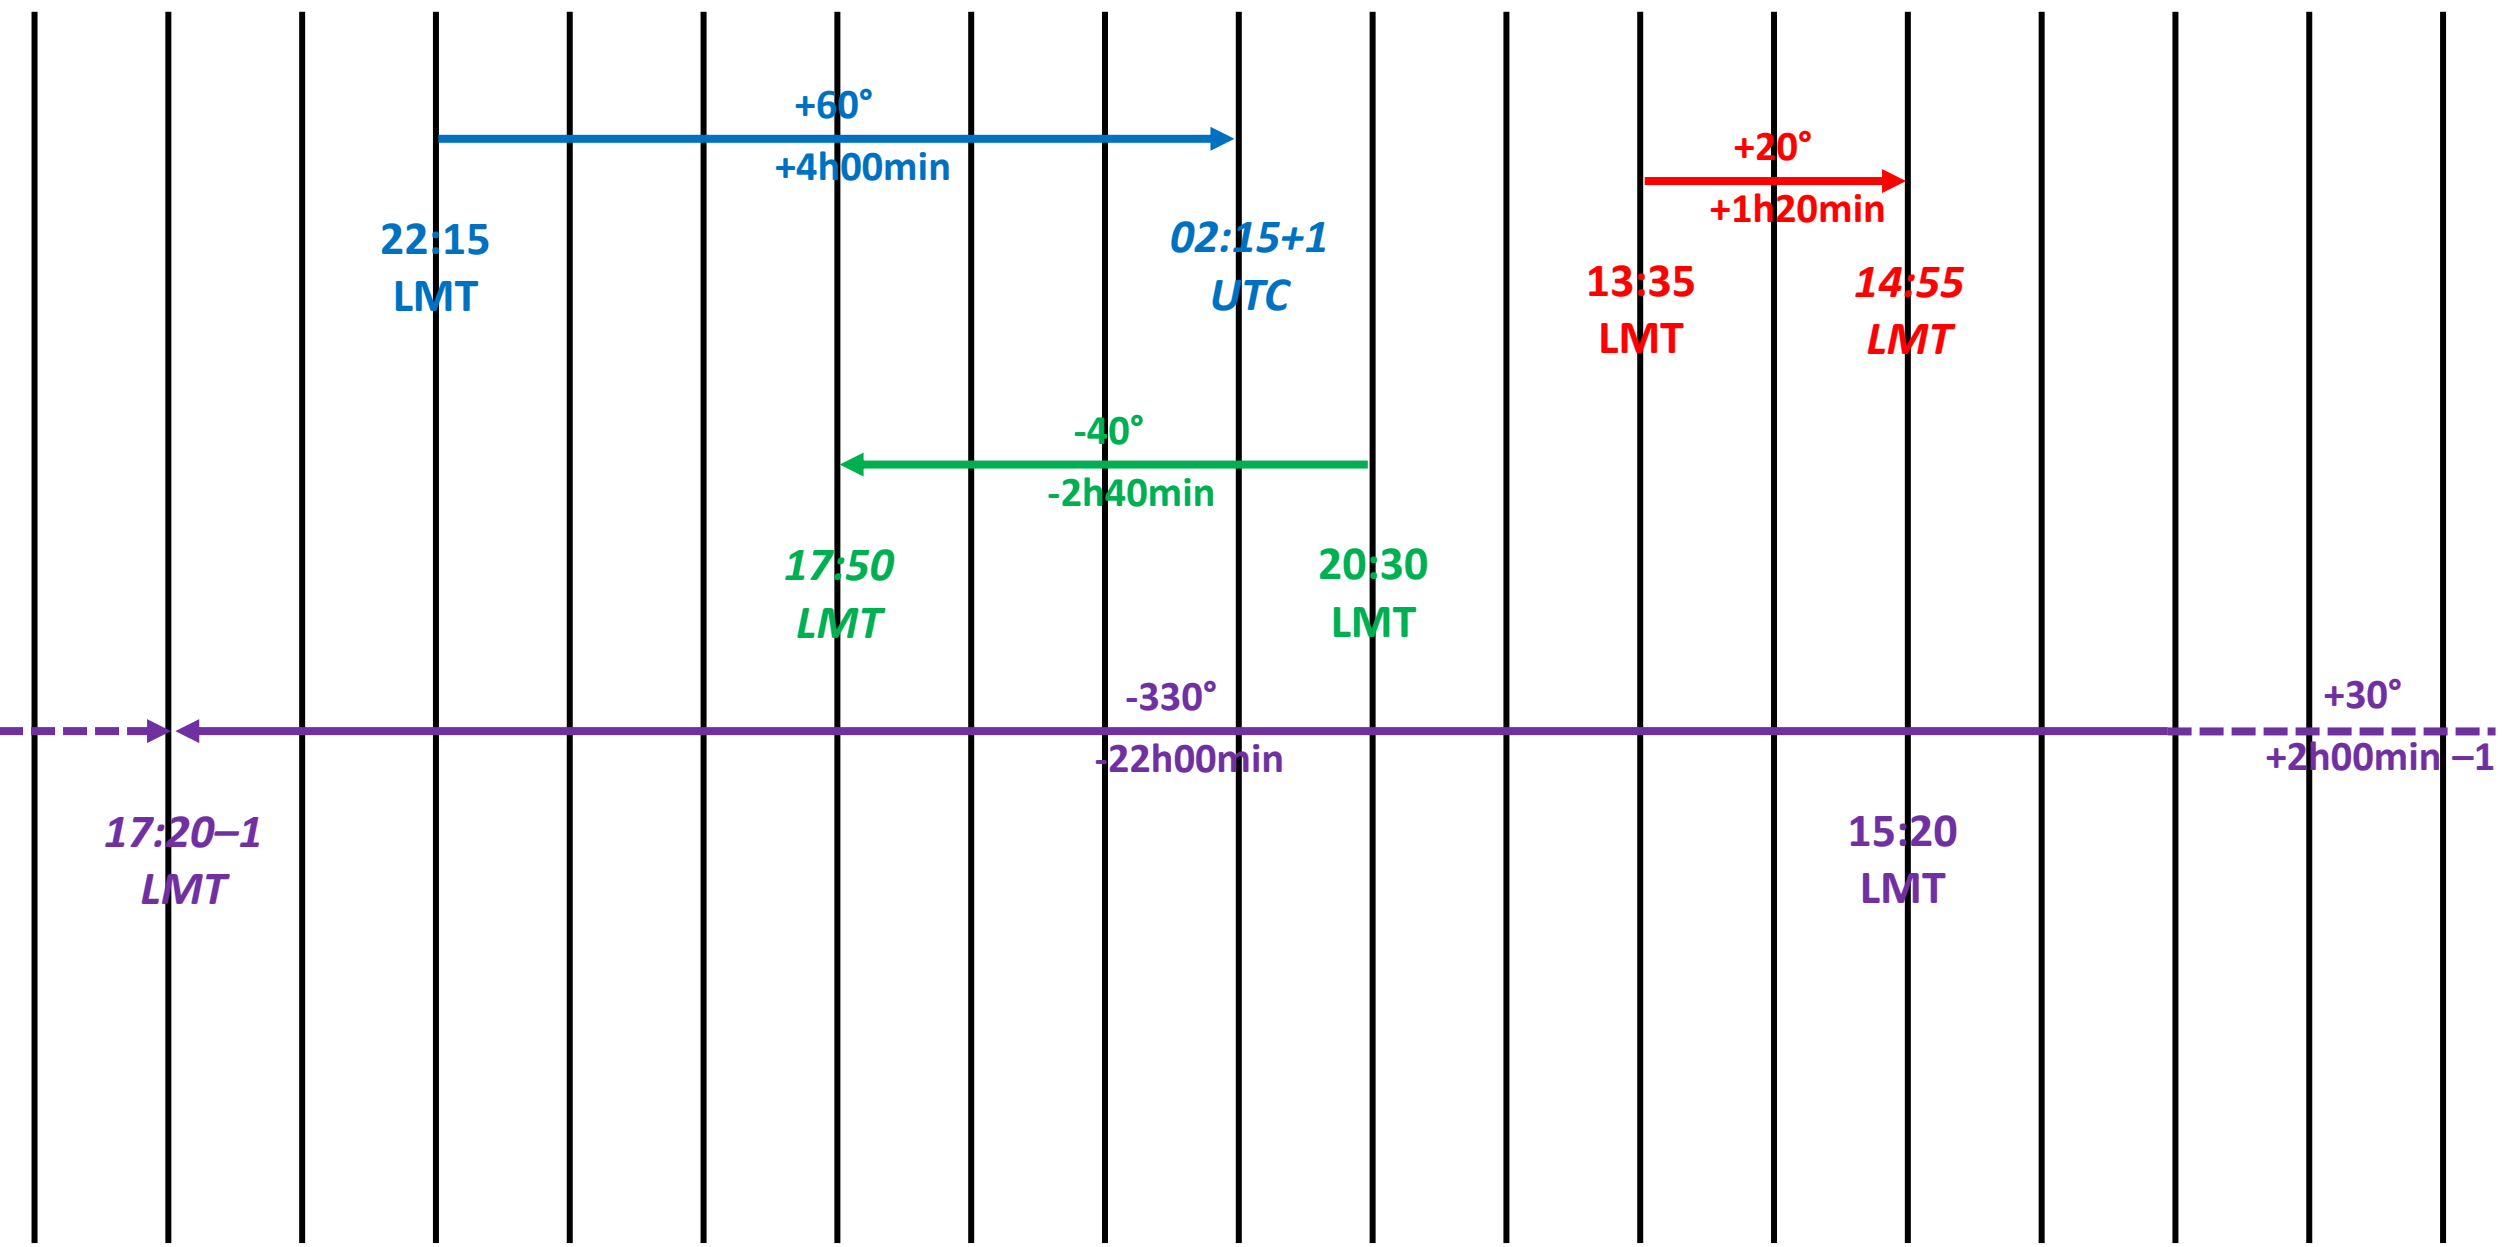 +60°
+4h00min
22:15
LMT
02:15+1
UTC
+20°
+1h20min
13:35
LMT
14:55
LMT
-40°
-2h40min
17:50
LMT
20:30
LMT
-330°
-22h00min
+30°
+2h00min –1
17:20–1
LMT
15:20
LMT